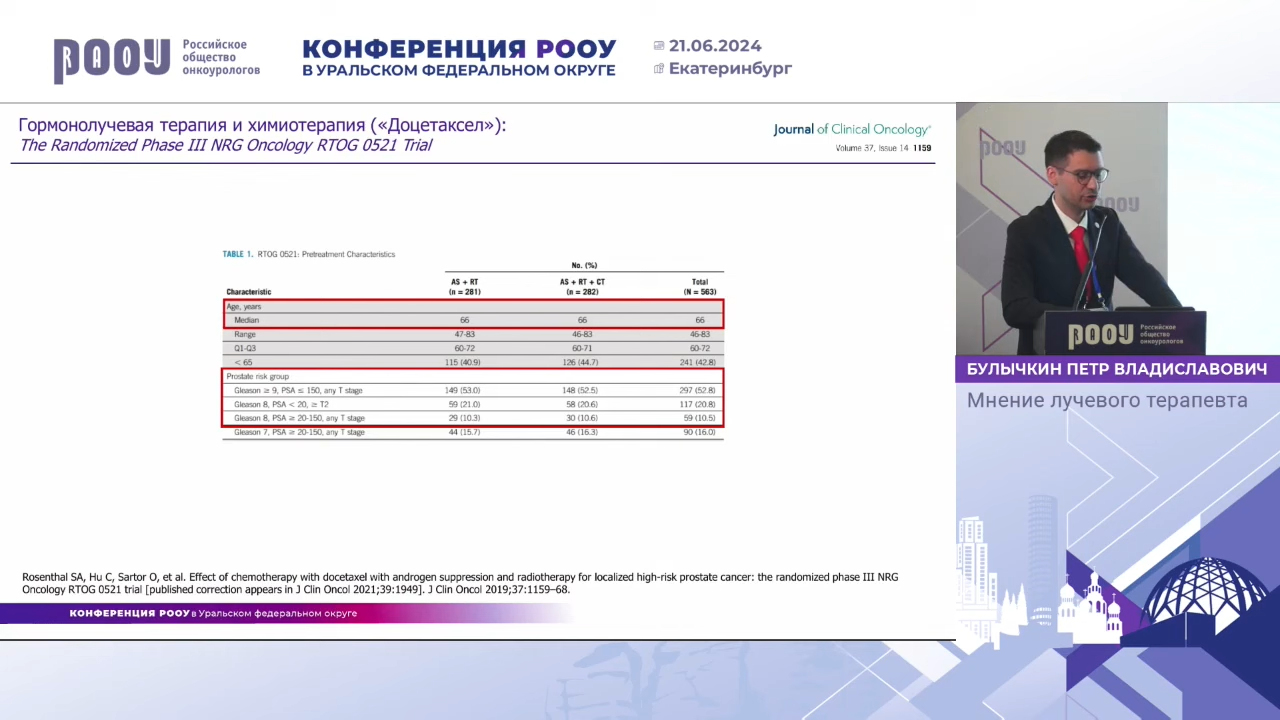 РООУ
Российское
общество
онкоурологов
КОНФЕРЕНЦИЯ РООУ
В УРАЛЬСКОМ ФЕДЕРАЛЬНОМ ОКРУГЕ
21.06.2024
Екатеринбург
Гормонолучевая терапия и химиотерапия («Доцетаксел»):
The Randomized Phase III NRG Oncology RTOG 0521 Trial
Journal of Clinical Oncology®
Volume 37, Issue 14 1159
TABLE 1. RTOG 0521: Pretreatment Characteristics
No. (%)
Characteristic AS + RT (n = 281) AS + RT + CT (n = 282) Total (N = 563)
Age, years
Median 66 66 66
Range 47-83 46-83 46-83
Q1-Q3 60-72 60-71 60-72
< 65 115 (40.9) 126 (44.7) 241 (42.8)
Prostate risk group
Gleason ≥ 9, PSA ≤ 150, any T stage 149 (53.0) 148 (52.5) 297 (52.8)
Gleason 8, PSA < 20, ≥ T2 59 (21.0) 58 (20.6) 117 (20.8)
Gleason 8, PSA ≥ 20-150, any T stage 29 (10.3) 30 (10.6) 59 (10.5)
Gleason 7, PSA ≥ 20-150, any T stage 44 (15.7) 46 (16.3) 90 (16.0)
Rosenthal SA, Hu C, Sartor O, et al. Effect of chemotherapy with docetaxel with androgen suppression and radiotherapy for localized high-risk prostate cancer: the randomized phase III NRG
Oncology RTOG 0521 trial [published correction appears in J Clin Oncol 2021;39:1949]. J Clin Oncol 2019;37:1159–68.
КОНФЕРЕНЦИЯ РООУ в Уральском федеральном округе
РООУ
РООУ
РООУ
Российское
общество
онкоурологов
БУЛЫЧКИН ПЕТР ВЛАДИСЛАВОВИЧ
Мнение лучевого терапевта